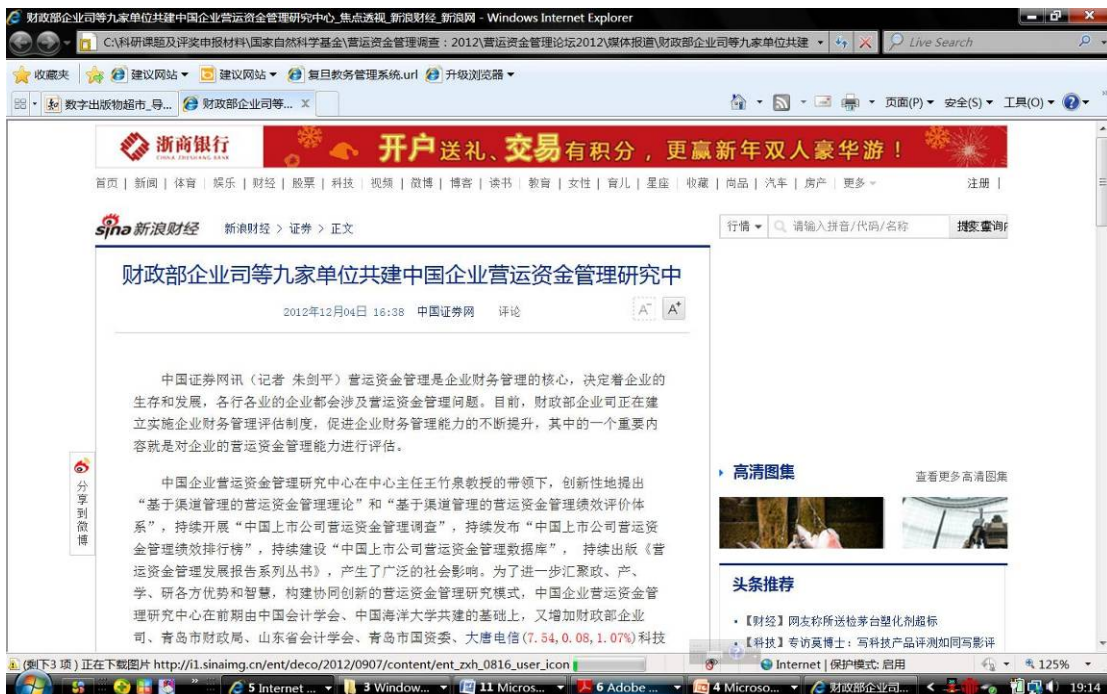 财政部企业司等九家单位共建中国企业营运资金管理研究中心_焦点透视_新浪财经_新浪网 - Windows Internet Explorer
C:\科研课题及评奖申报材料\国家自然科学基金\营运资金管理调查：2012\营运资金管理论坛2012\媒体报道\财政部企业司等九家单位共建
Live Search
收藏夹 建议网站 建议网站 复旦教务管理系统.url 升级浏览器
数字出版物超市_导... 财政部企业司等... X
页面(P) 安全(S) 工具(O)
浙商银行
CHINA ZHESHANG BANK
开户送礼、交易有积分，更赢新年双人豪华游！
首页 | 新闻 | 体育 | 娱乐 | 财经 | 股票 | 科技 | 视频 | 微博 | 博客 | 读书 | 教育 | 女性 | 育儿 | 星座 | 收藏 | 尚品 | 汽车 | 房产 | 更多 注册 |
sina 新浪财经 新浪财经 > 证券 > 正文
行情 请输入拼音/代码/名称
财政部企业司等九家单位共建中国企业营运资金管理研究中
2012年12月04日 16:38 中国证券网 评论
A- A+
中国证券网讯（记者 朱剑平）营运资金管理是企业财务管理的核心，决定着企业的
生存和发展，各行各业的企业都会涉及营运资金管理问题。目前，财政部企业司正在建
立实施企业财务管理评估制度，促进企业财务管理能力的不断提升，其中的一个重要内
容就是对企业的营运资金管理能力进行评估。
中国企业营运资金管理研究中心在中心主任王竹泉教授的带领下，创新性地提出
“基于渠道管理的营运资金管理理论”和“基于渠道管理的营运资金管理绩效评价体
系”，持续开展“中国上市公司营运资金管理调查”，持续发布“中国上市公司营运资
金管理绩效排行榜”，持续建设“中国上市公司营运资金管理数据库”， 持续出版《营
运资金管理发展报告系列丛书》，产生了广泛的社会影响。为了进一步汇聚政、产、
学、研各方优势和智慧，构建协同创新的营运资金管理研究模式，中国企业营运资金管
理研究中心在前期由中国会计学会、中国海洋大学共建的基础上，又增加财政部企业
司、青岛市财政局、山东省会计学会、青岛市国资委、大唐电信(7.54,0.08,1.07%)科技
分享到微博
高清图集 查看更多高清图集
头条推荐
·【财经】网友称所送检茅台塑化剂超标
·【科技】专访莫博士：写科技产品评测如同写影评
(剩下 3 项) 正在下载图片 http://i1.sinaimg.cn/ent/deco/2012/0907/content/ent_zxh_0816_user_icon
Internet | 保护模式: 启用 125%
5 Internet ... 3 Window... 11 Micros... 6 Adobe ... 4 Microso... 财政部企业司... 19:14